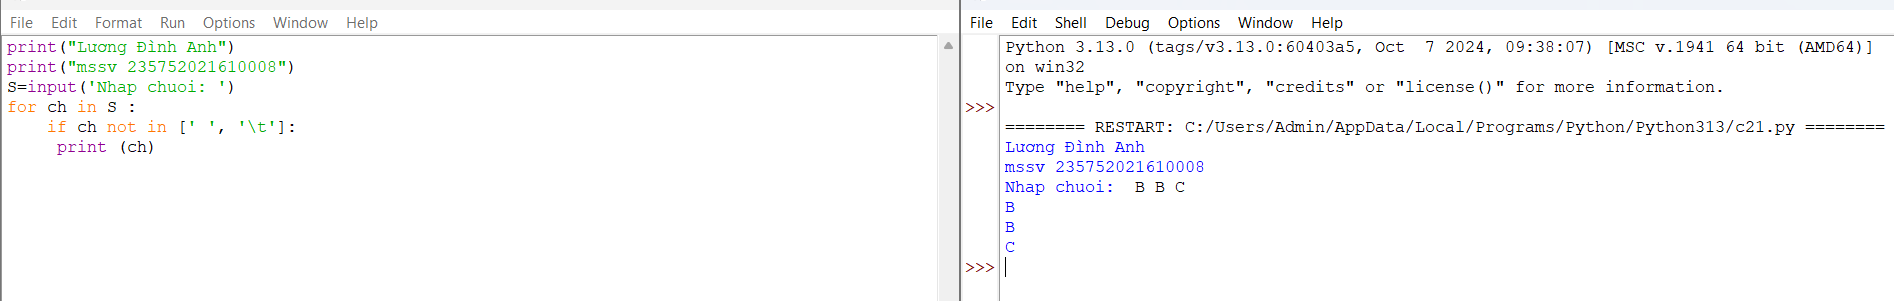 File Edit Format Run Options Window Help
print("Lương Đình Anh")
print("mssv 235752021610008")
S=input('Nhap chuoi: ')
for ch in S :
    if ch not in [' ', '\t']:
     print (ch)
File Edit Shell Debug Options Window Help
Python 3.13.0 (tags/v3.13.0:60403a5, Oct  7 2024, 09:38:07) [MSC v.1941 64 bit (AMD64)]
on win32
Type "help", "copyright", "credits" or "license()" for more information.
>>>
======== RESTART: C:/Users/Admin/AppData/Local/Programs/Python/Python313/c21.py ========
Lương Đình Anh
mssv 235752021610008
Nhap chuoi:  B B C
B
B
C
>>>